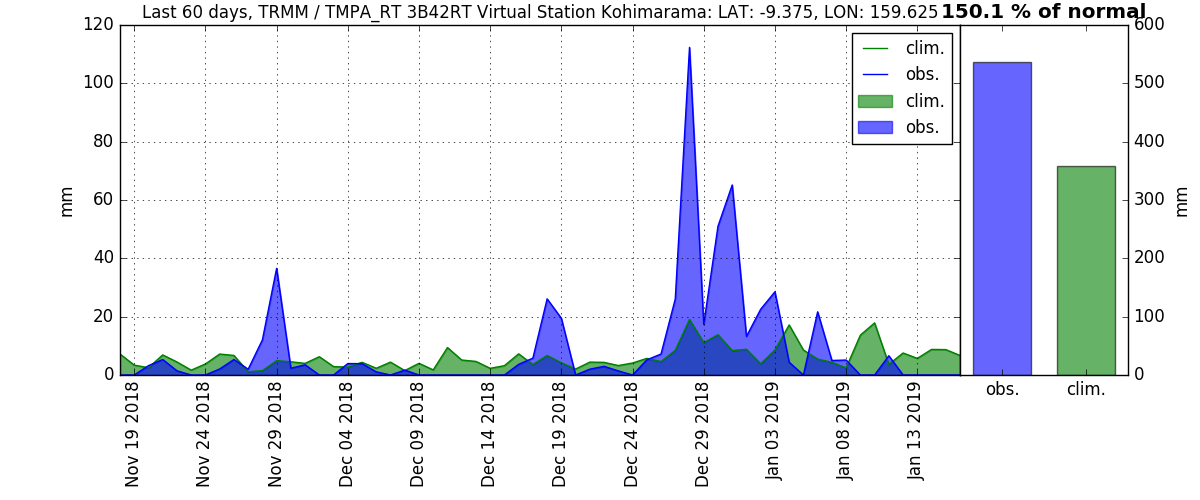 Last 60 days, TRMM / TMPA_RT 3B42RT Virtual Station Kohimarama: LAT: -9.375, LON: 159.625
150.1 % of normal
mm
120
100
80
60
40
20
0
clim.
obs.
clim.
obs.
Nov 19 2018
Nov 24 2018
Nov 29 2018
Dec 04 2018
Dec 09 2018
Dec 14 2018
Dec 19 2018
Dec 24 2018
Dec 29 2018
Jan 03 2019
Jan 08 2019
Jan 13 2019
600
500
400
300
200
100
0
mm
obs.
clim.